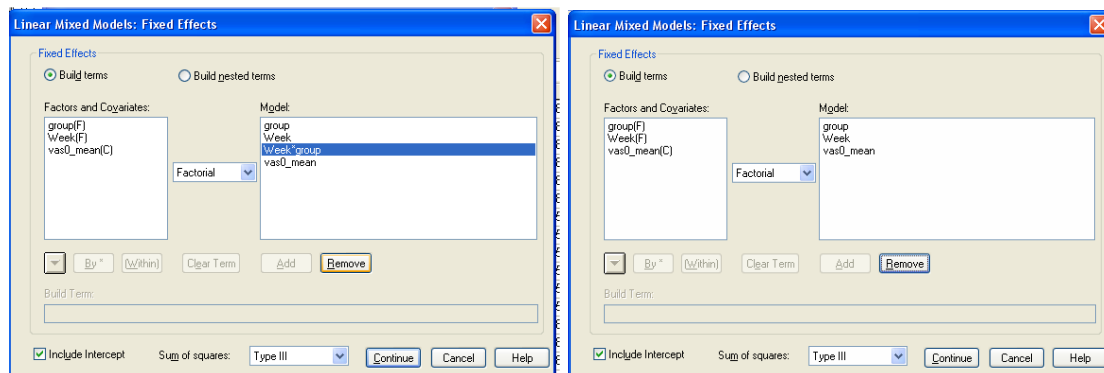 Linear Mixed Models: Fixed Effects
Fixed Effects
Build terms
Build nested terms
Factors and Covariates:
Model:
group(F)
Week(F)
vas0_mean(C)
Factorial
group
Week
Week*group
vas0_mean
By *
(Within)
Clear Term
Add
Remove
Build Term:
Include Intercept
Sum of squares:
Type III
Continue
Cancel
Help
Linear Mixed Models: Fixed Effects
Fixed Effects
Build terms
Build nested terms
Factors and Covariates:
Model:
group(F)
Week(F)
vas0_mean(C)
Factorial
group
Week
vas0_mean
By *
(Within)
Clear Term
Add
Remove
Build Term:
Include Intercept
Sum of squares:
Type III
Continue
Cancel
Help